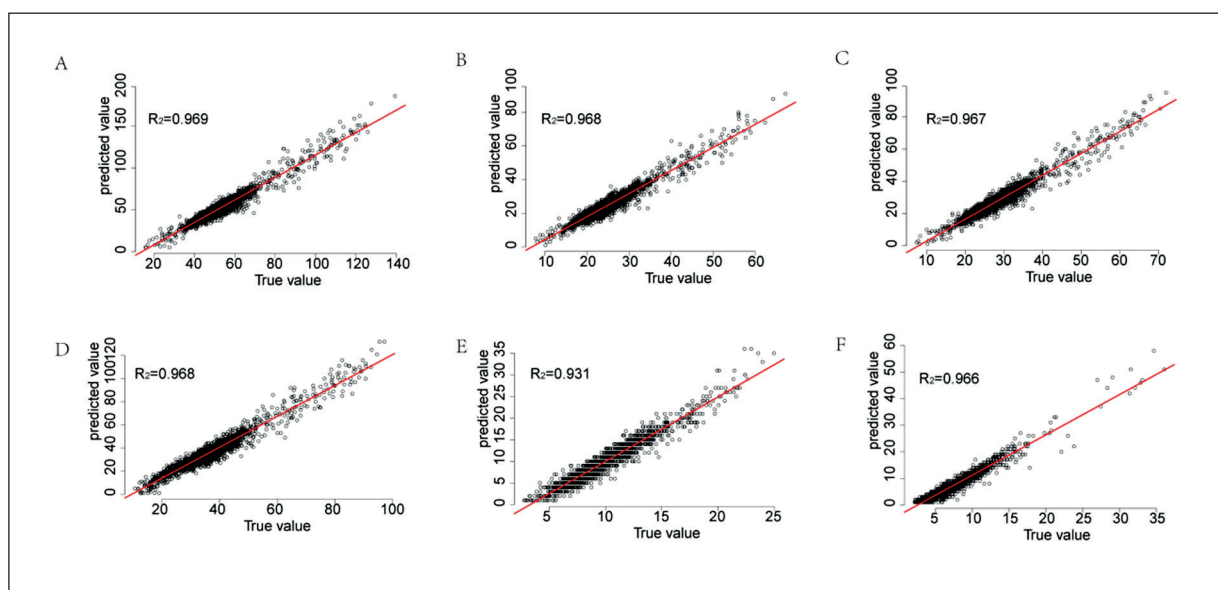 A
predicted value
0 50 100 150 200
R2=0.969
20 40 60 80 100 120 140
True value
B
predicted value
0 20 40 60 80 100
R2=0.968
10 20 30 40 50 60
True value
C
predicted value
0 20 40 60 80 100
R2=0.967
10 20 30 40 50 60 70
True value
D
predicted value
0 20 40 60 80 100120
R2=0.968
20 40 60 80 100
True value
E
predicted value
0 5 10 15 20 25 30 35
R2=0.931
5 10 15 20 25
True value
F
predicted value
0 10 20 30 40 50 60
R2=0.966
5 10 15 20 25 30 35
True value